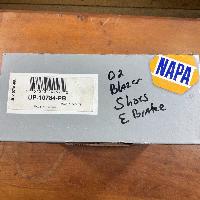 UP-10784-PB
02
Blazer
Shoes
E Brake
NAPA